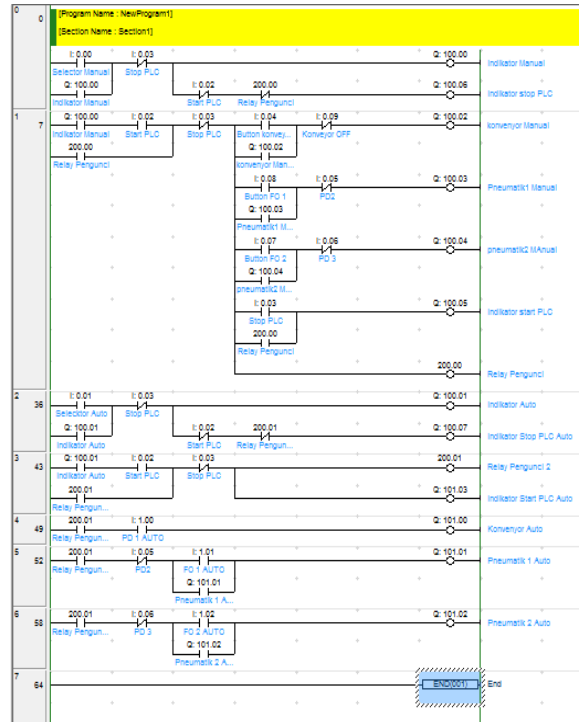 0 0 [Program Name : NewProgram1]
[Section Name : Section1]
I: 0.00 I: 0.03 Q: 100.00
Selector Manual Stop PLC Indikator Manual
Q: 100.00 I: 0.02 200.00 Q: 100.06
Indikator Manual Start PLC Relay Pengunci Indikator stop PLC
1 7 Q: 100.00 I: 0.02 I: 0.03 I: 0.04 I: 0.09 Q: 100.02
Indikator Manual Start PLC Stop PLC Button konvey... Konveyor OFF konvenyor Manual
200.00 Q: 100.02
Relay Pengunci konvenyor Man...
I: 0.08 I: 0.05 Q: 100.03
Button FO 1 PD2 Pneumatik1 Manual
Q: 100.03
Pneumatik1 M...
I: 0.07 I: 0.06 Q: 100.04
Button FO 2 PD 3 pneumatik2 MAnual
Q: 100.04
pneumatik2 M...
I: 0.03 Q: 100.05
Stop PLC Indikator start PLC
200.00
Relay Pengunci
200.00
Relay Pengunci
2 36 I: 0.01 I: 0.03 Q: 100.01
Selecktor Auto Stop PLC Indikator Auto
Q: 100.01 I: 0.02 200.01 Q: 100.07
Indikator Auto Start PLC Relay Pengun... Indikator Stop PLC Auto
3 43 Q: 100.01 I: 0.02 I: 0.03 200.01
Indikator Auto Start PLC Stop PLC Relay Pengunci 2
200.01 Q: 101.03
Relay Pengun... Indikator Start PLC Auto
4 49 200.01 I: 1.00 Q: 101.00
Relay Pengun... PD 1 AUTO Konvenyor Auto
5 52 200.01 I: 0.05 I: 1.01 Q: 101.01
Relay Pengun... PD2 FO 1 AUTO Pneumatik 1 Auto
Q: 101.01
Pneumatik 1 A...
6 58 200.01 I: 0.06 I: 1.02 Q: 101.02
Relay Pengun... PD 3 FO 2 AUTO Pneumatik 2 Auto
Q: 101.02
Pneumatik 2 A...
7 64 END(001) End